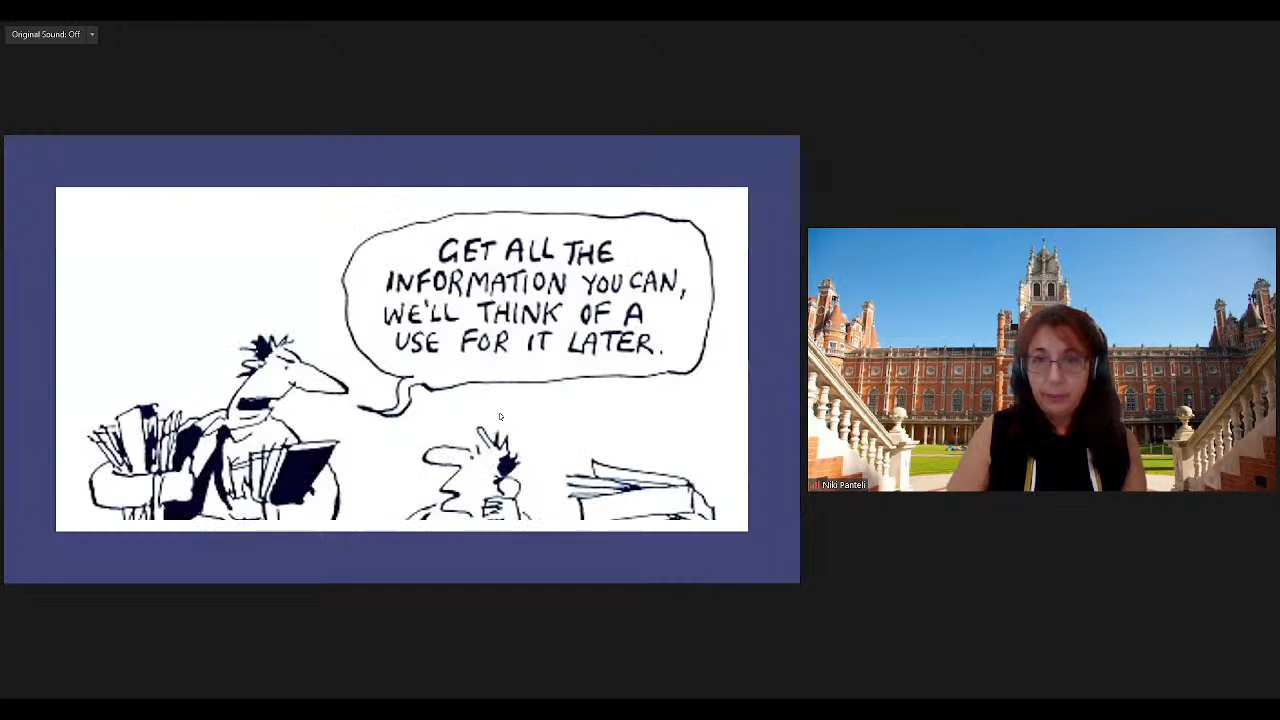 Original Sound: Off
GET ALL THE
INFORMATION YOU CAN,
WE'LL THINK OF A
USE FOR IT LATER.
Niki Panteli